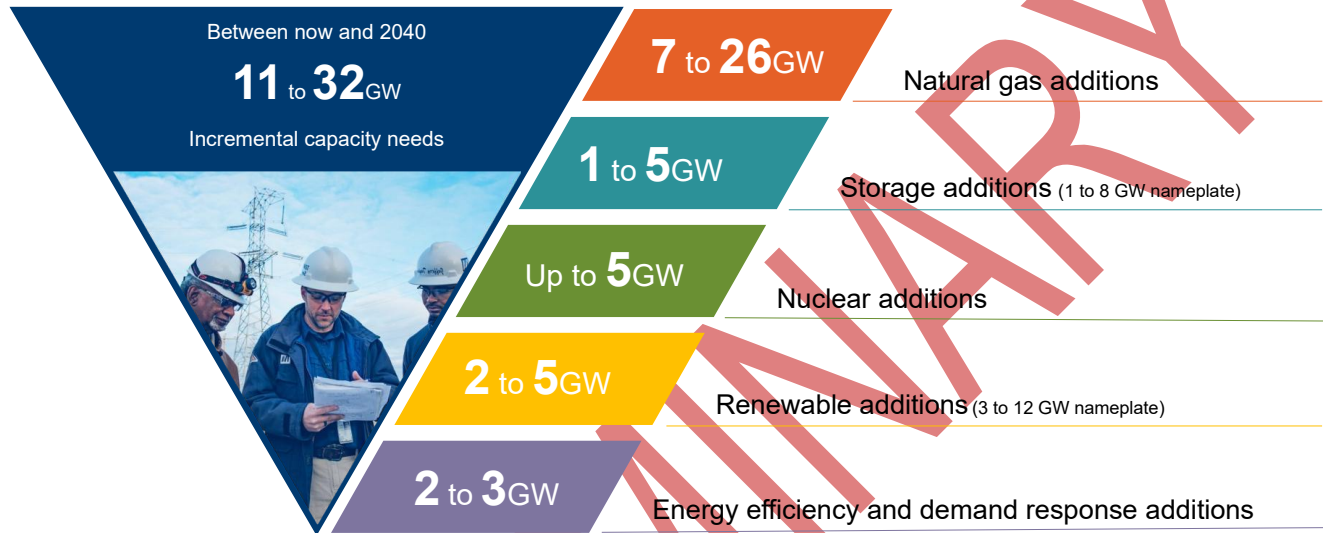 Between now and 2040
11 to 32GW
Incremental capacity needs
7 to 26GW
Natural gas additions
1 to 5GW
Storage additions (1 to 8 GW nameplate)
Up to 5GW
Nuclear additions
2 to 5GW
Renewable additions (3 to 12 GW nameplate)
2 to 3GW
Energy efficiency and demand response additions
MINARY